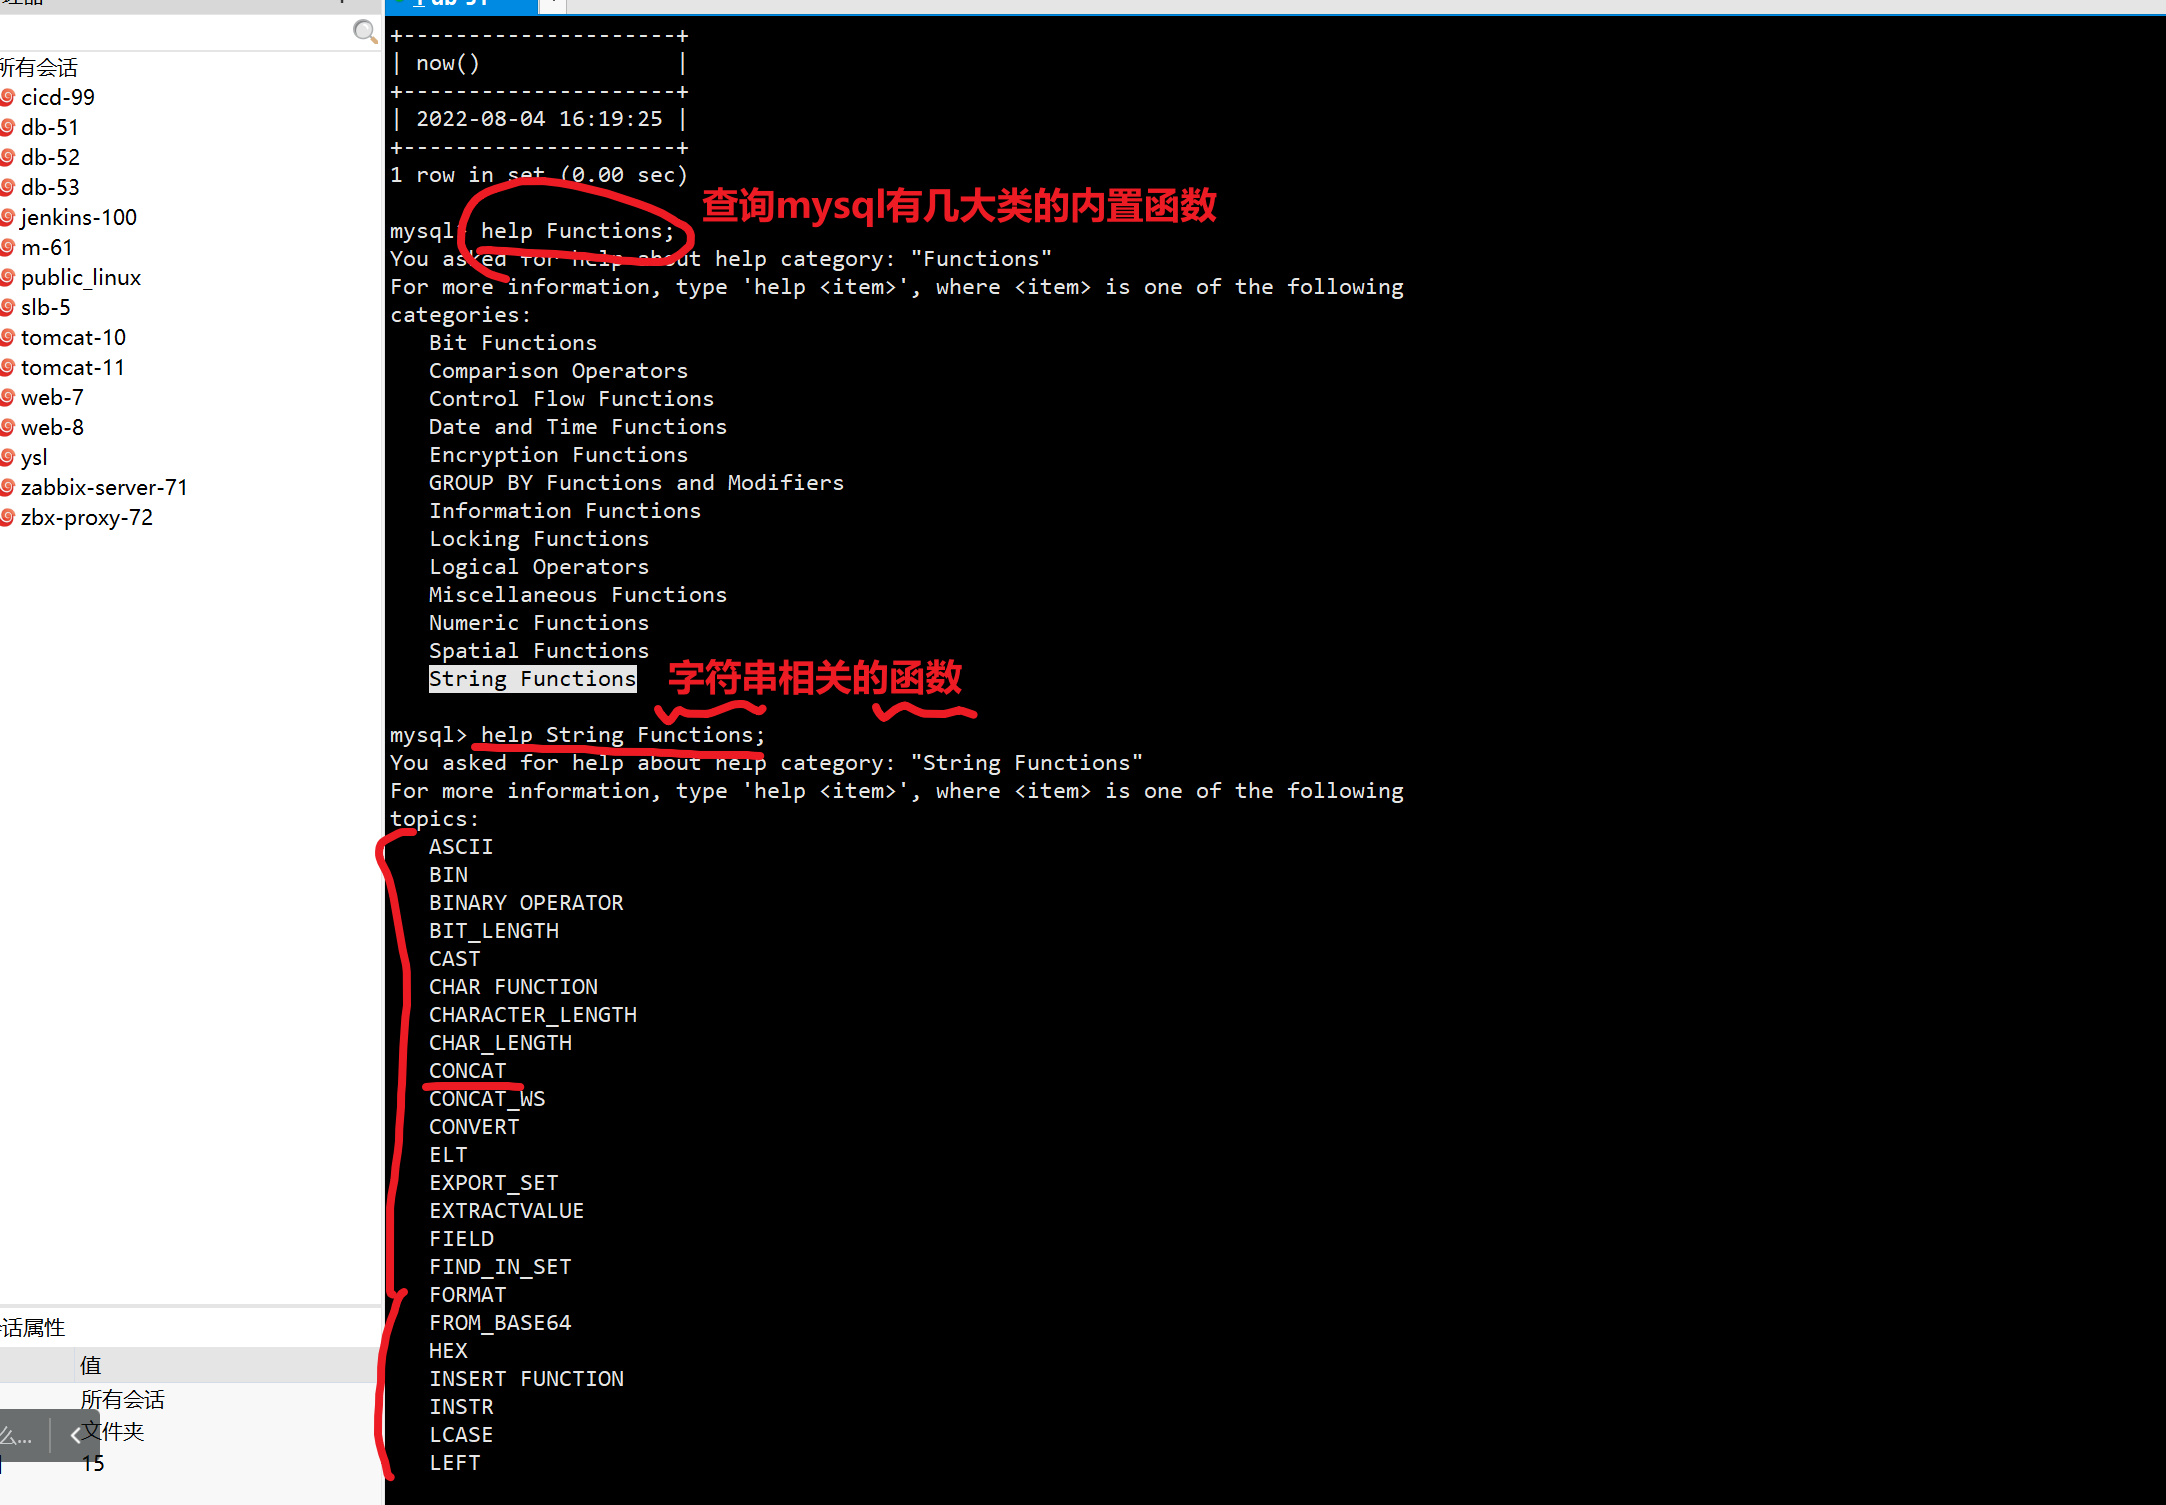 所有会话
cicd-99
db-51
db-52
db-53
jenkins-100
m-61
public_linux
slb-5
tomcat-10
tomcat-11
web-7
web-8
ysl
zabbix-server-71
zbx-proxy-72
话属性
值
所有会话
文件夹
15
+---------------------+
| now()               |
+---------------------+
| 2022-08-04 16:19:25 |
+---------------------+
1 row in set (0.00 sec)
查询mysql有几大类的内置函数
mysql> help Functions;
You asked for help about help category: "Functions"
For more information, type 'help <item>', where <item> is one of the following
categories:
Bit Functions
Comparison Operators
Control Flow Functions
Date and Time Functions
Encryption Functions
GROUP BY Functions and Modifiers
Information Functions
Locking Functions
Logical Operators
Miscellaneous Functions
Numeric Functions
Spatial Functions
String Functions
字符串相关的函数
mysql> help String Functions;
You asked for help about help category: "String Functions"
For more information, type 'help <item>', where <item> is one of the following
topics:
ASCII
BIN
BINARY OPERATOR
BIT_LENGTH
CAST
CHAR FUNCTION
CHARACTER_LENGTH
CHAR_LENGTH
CONCAT
CONCAT_WS
CONVERT
ELT
EXPORT_SET
EXTRACTVALUE
FIELD
FIND_IN_SET
FORMAT
FROM_BASE64
HEX
INSERT FUNCTION
INSTR
LCASE
LEFT